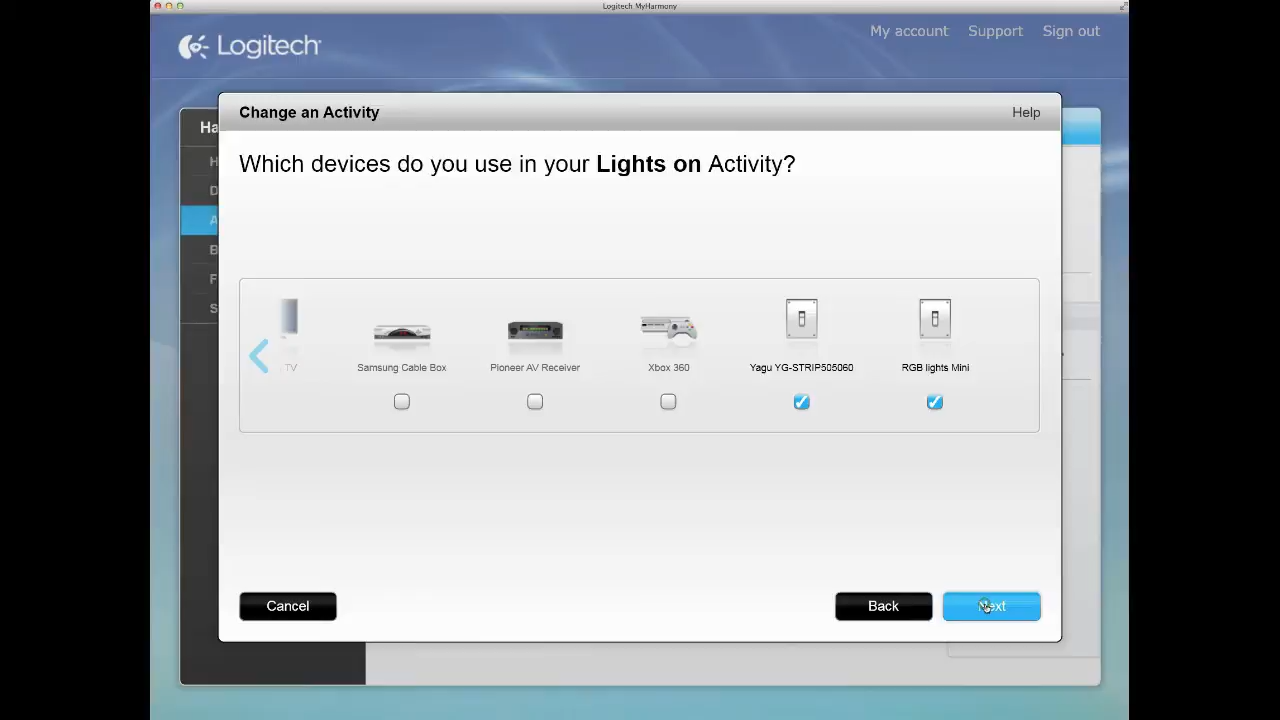 Logitech MyHarmony
Logitech
My account Support Sign out
Change an Activity
Help
Ha
Which devices do you use in your Lights on Activity?
H
D
A
B
F
S
TV
Samsung Cable Box
Pioneer AV Receiver
Xbox 360
Yagu YG-STRIP505060
RGB lights Mini
Cancel
Back
Next